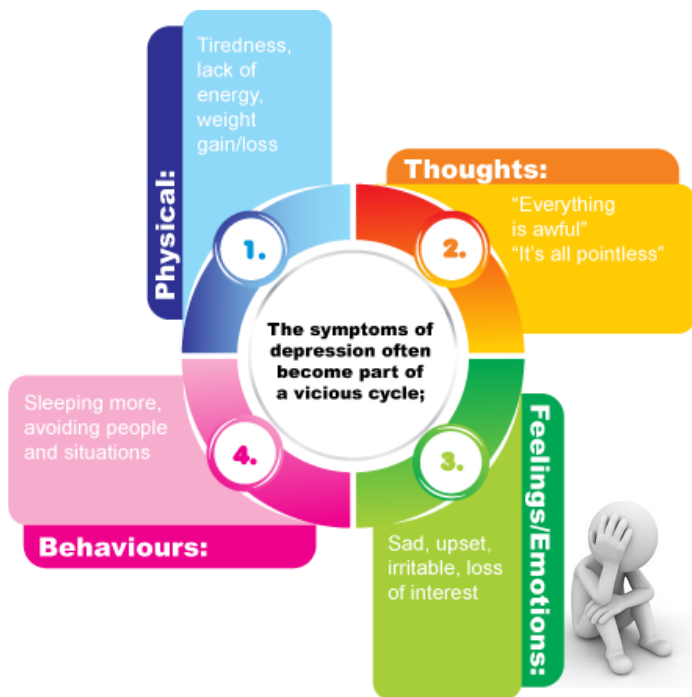 Physical:
Tiredness,
lack of
energy,
weight
gain/loss
1.
Thoughts:
“Everything
is awful”
“It’s all pointless”
2.
The symptoms of
depression often
become part of
a vicious cycle;
Feelings/Emotions:
Sad, upset,
irritable, loss
of interest
3.
Sleeping more,
avoiding people
and situations
4.
Behaviours: